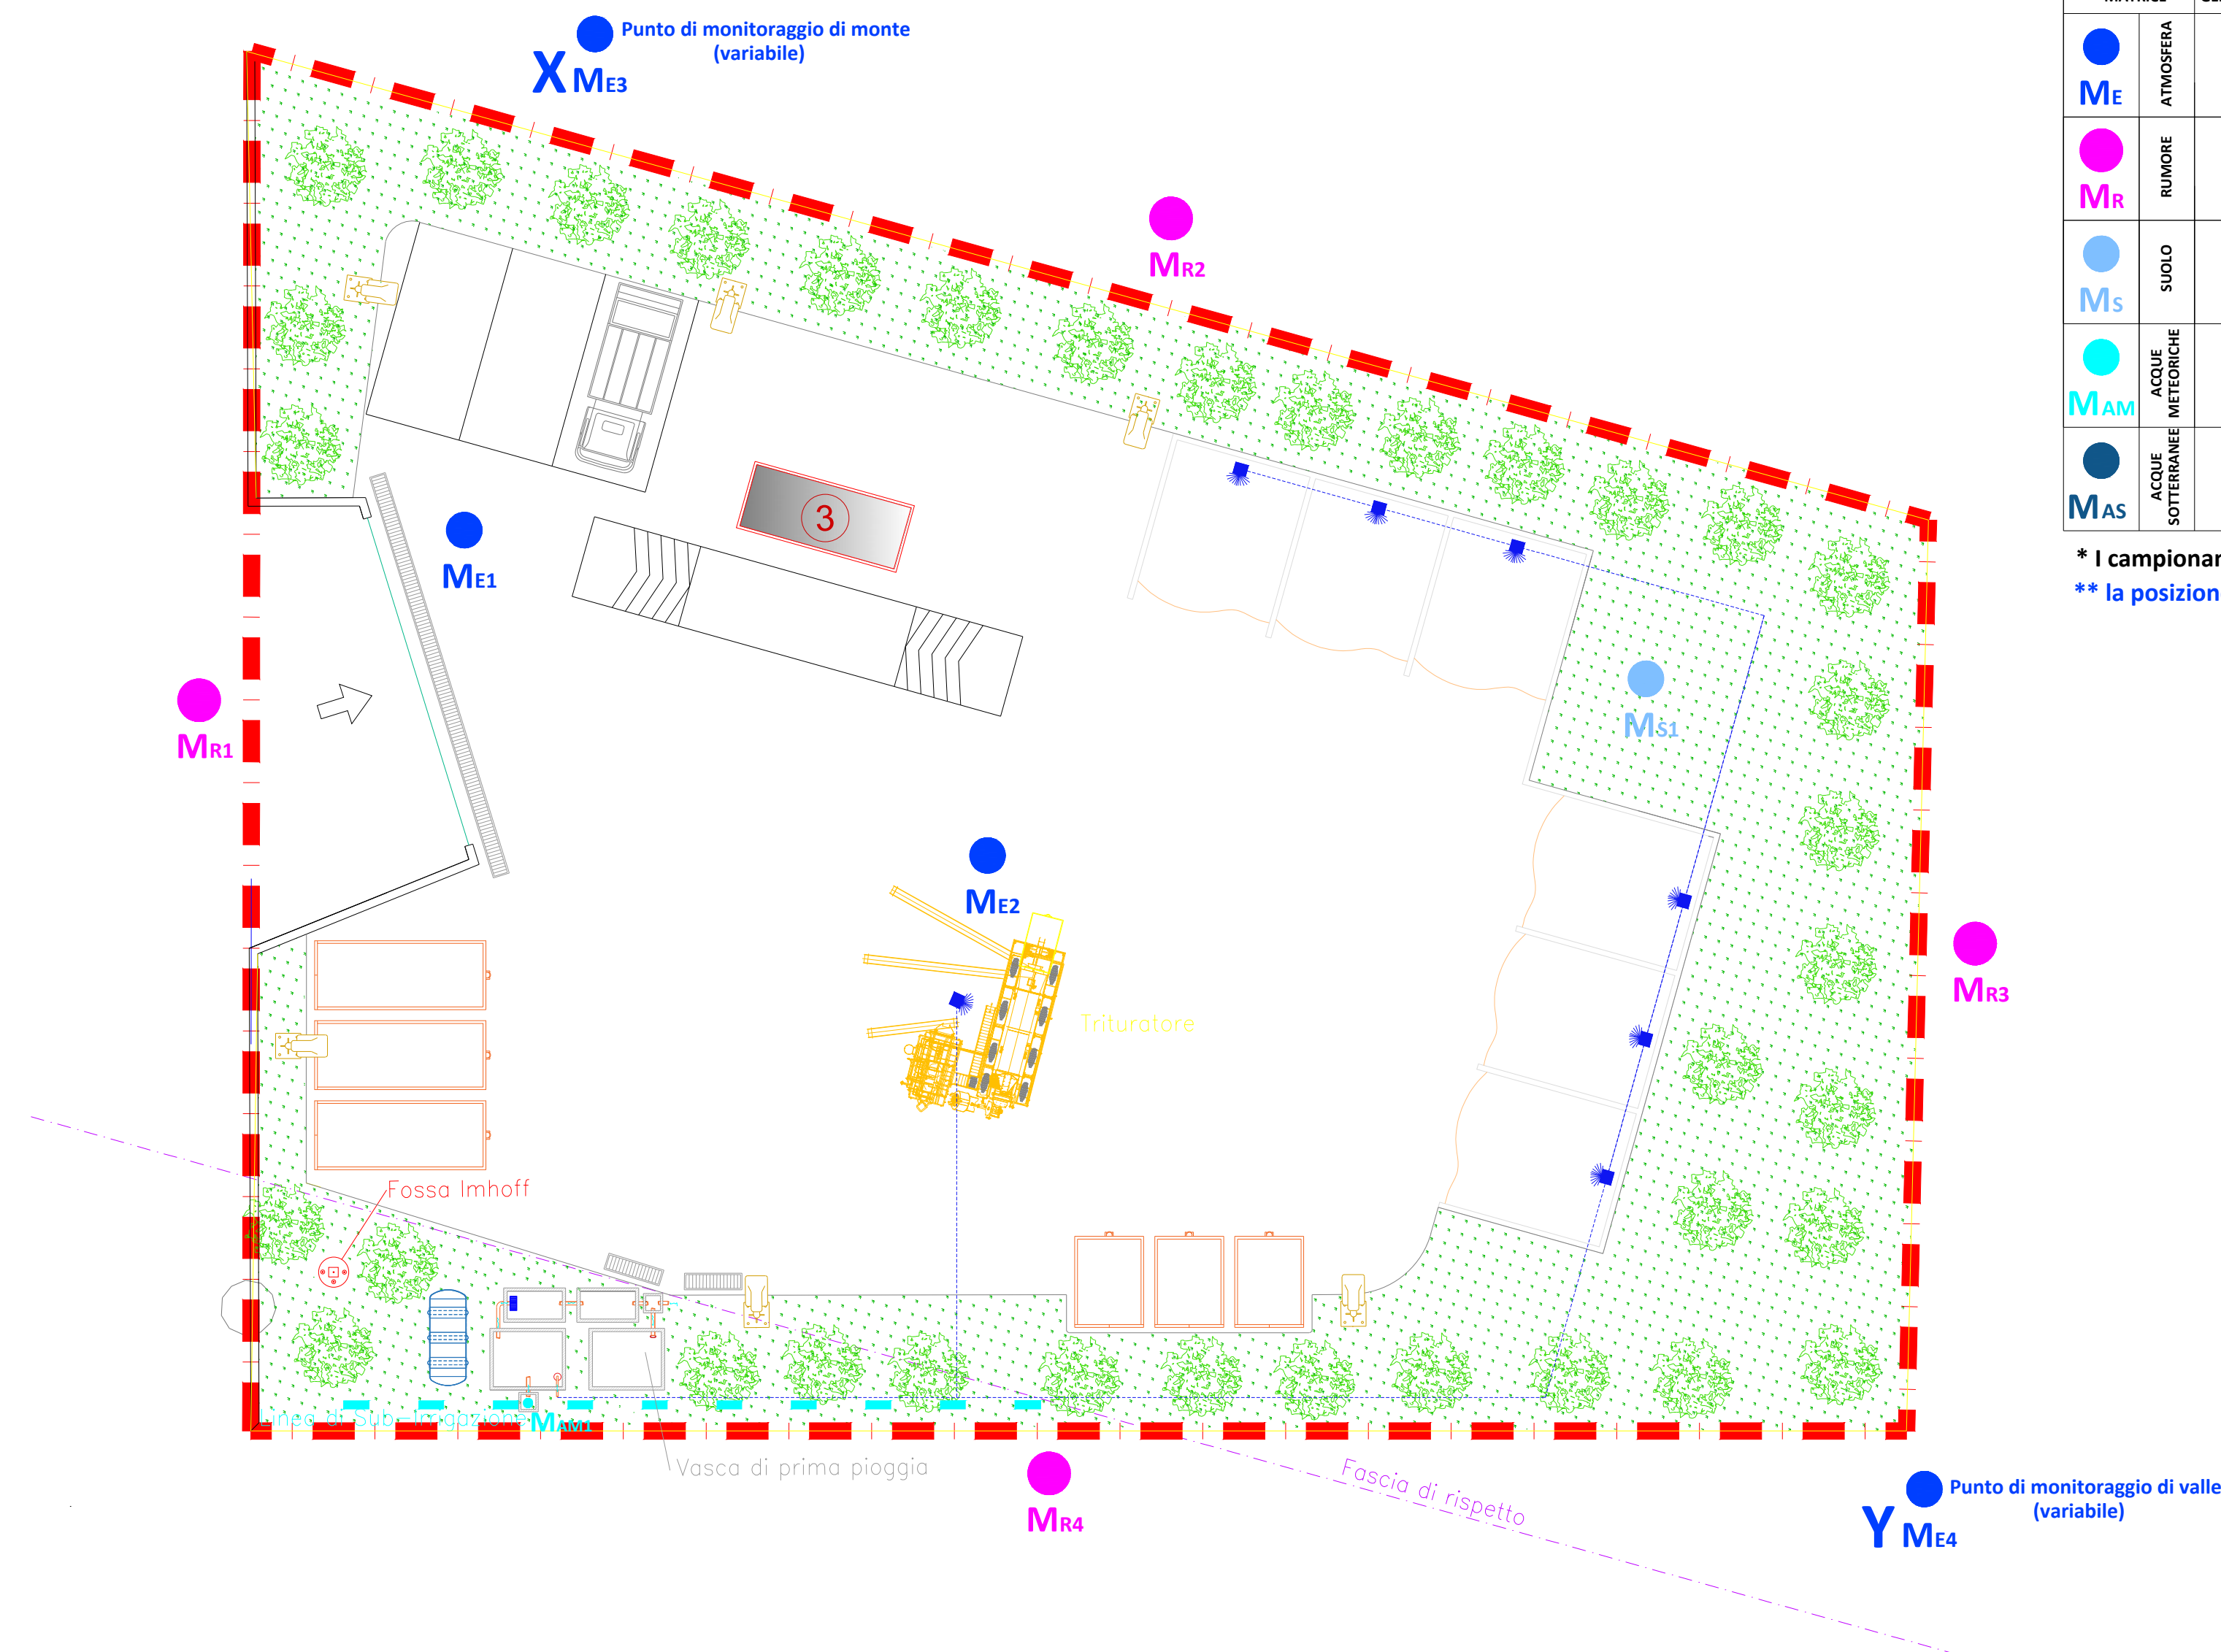 Punto di monitoraggio di monte
(variabile)
X ME3
MR2
3
ME1
MR1
MS1
ME2
MR3
Trituratore
Fossa Imhoff
Linea di Sub-Irrigazione
MAM1
Vasca di prima pioggia
MR4
Fascia di rispetto
Punto di monitoraggio di valle
(variabile)
Y ME4
MATRICE
ME
ATMOSFERA
MR
RUMORE
MS
SUOLO
MAM
ACQUE
METEORICHE
MAS
ACQUE
SOTTERRANEE
* I campionar
** la posizion